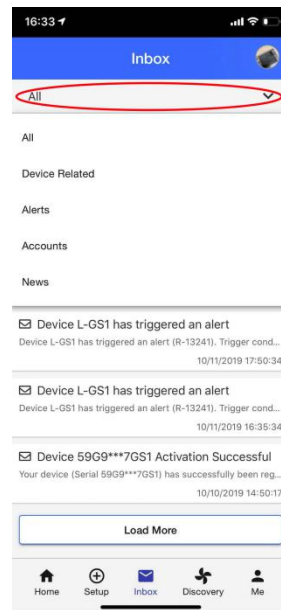 16:33
Inbox
All
All
Device Related
Alerts
Accounts
News
Device L-GS1 has triggered an alert
Device L-GS1 has triggered an alert (R-13241). Trigger cond...
10/11/2019 17:50:34
Device L-GS1 has triggered an alert
Device L-GS1 has triggered an alert (R-13241). Trigger cond...
10/11/2019 16:35:34
Device 59G9***7GS1 Activation Successful
Your device (Serial 59G9***7GS1) has successfully been reg...
10/10/2019 14:50:17
Load More
Home Setup Inbox Discovery Me